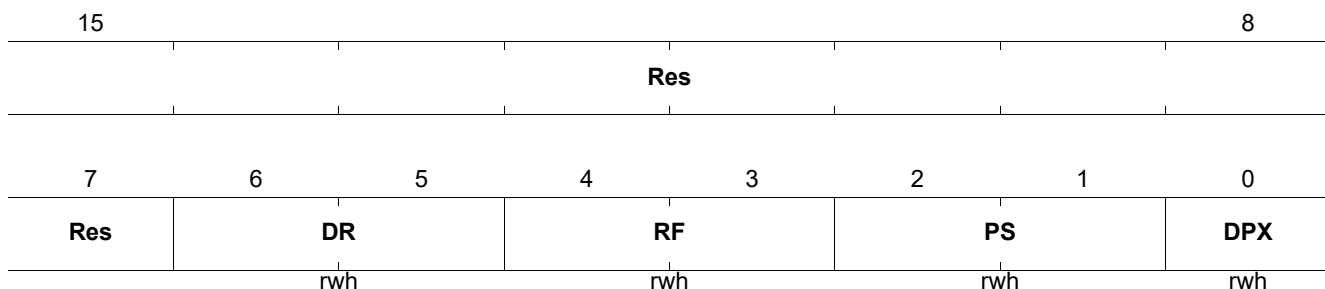 15 8
Res
7 6 5 4 3 2 1 0
Res DR RF PS DPX
rwh rwh rwh rwh